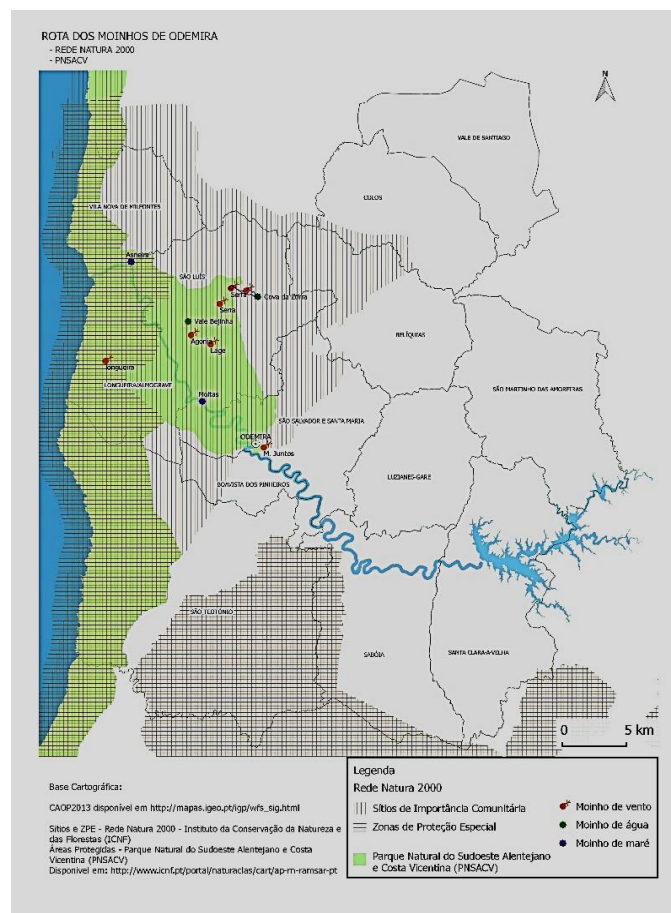 ROTA DOS MOINHOS DE ODEMIRA
- REDE NATURA 2000
- PNSACV
N
VALE DE SANTIAGO
COLOS
VILA NOVA DE MILFONTES
Asneira
SÃO LUÍS
Serra
Cova da Zorra
Serra
Vale Bejinha
RELÍQUIAS
Agonia
Lage
longueira
LONGUEIRA/ALMOGRAVE
SÃO MARTINHO DAS AMOREIRAS
Moitas
SÃO SALVADOR E SANTA MARIA
ODEMIRA
M. Juntos
LUZIANES-GARE
BOAVISTA DOS PINHEIROS
SÃO TEOTÓNIO
SABÓIA
SANTA CLARA-A-VELHA
0 5 km
Legenda
Rede Natura 2000
Sítios de Importância Comunitária
Zonas de Proteção Especial
Parque Natural do Sudoeste Alentejano
e Costa Vicentina (PNSACV)
Moinho de vento
Moinho de água
Moinho de maré
Base Cartográfica:
CAOP2013 disponível em http://mapas.igeo.pt/igp/wfs_sig.html
Sítios e ZPE - Rede Natura 2000 - Instituto da Conservação da Natureza e
das Florestas (ICNF)
Áreas Protegidas - Parque Natural do Sudoeste Alentejano e Costa
Vicentina (PNSACV)
Disponivel em: http://www.icnf.pt/portal/naturaclas/cart/ap-rn-ramsar-pt